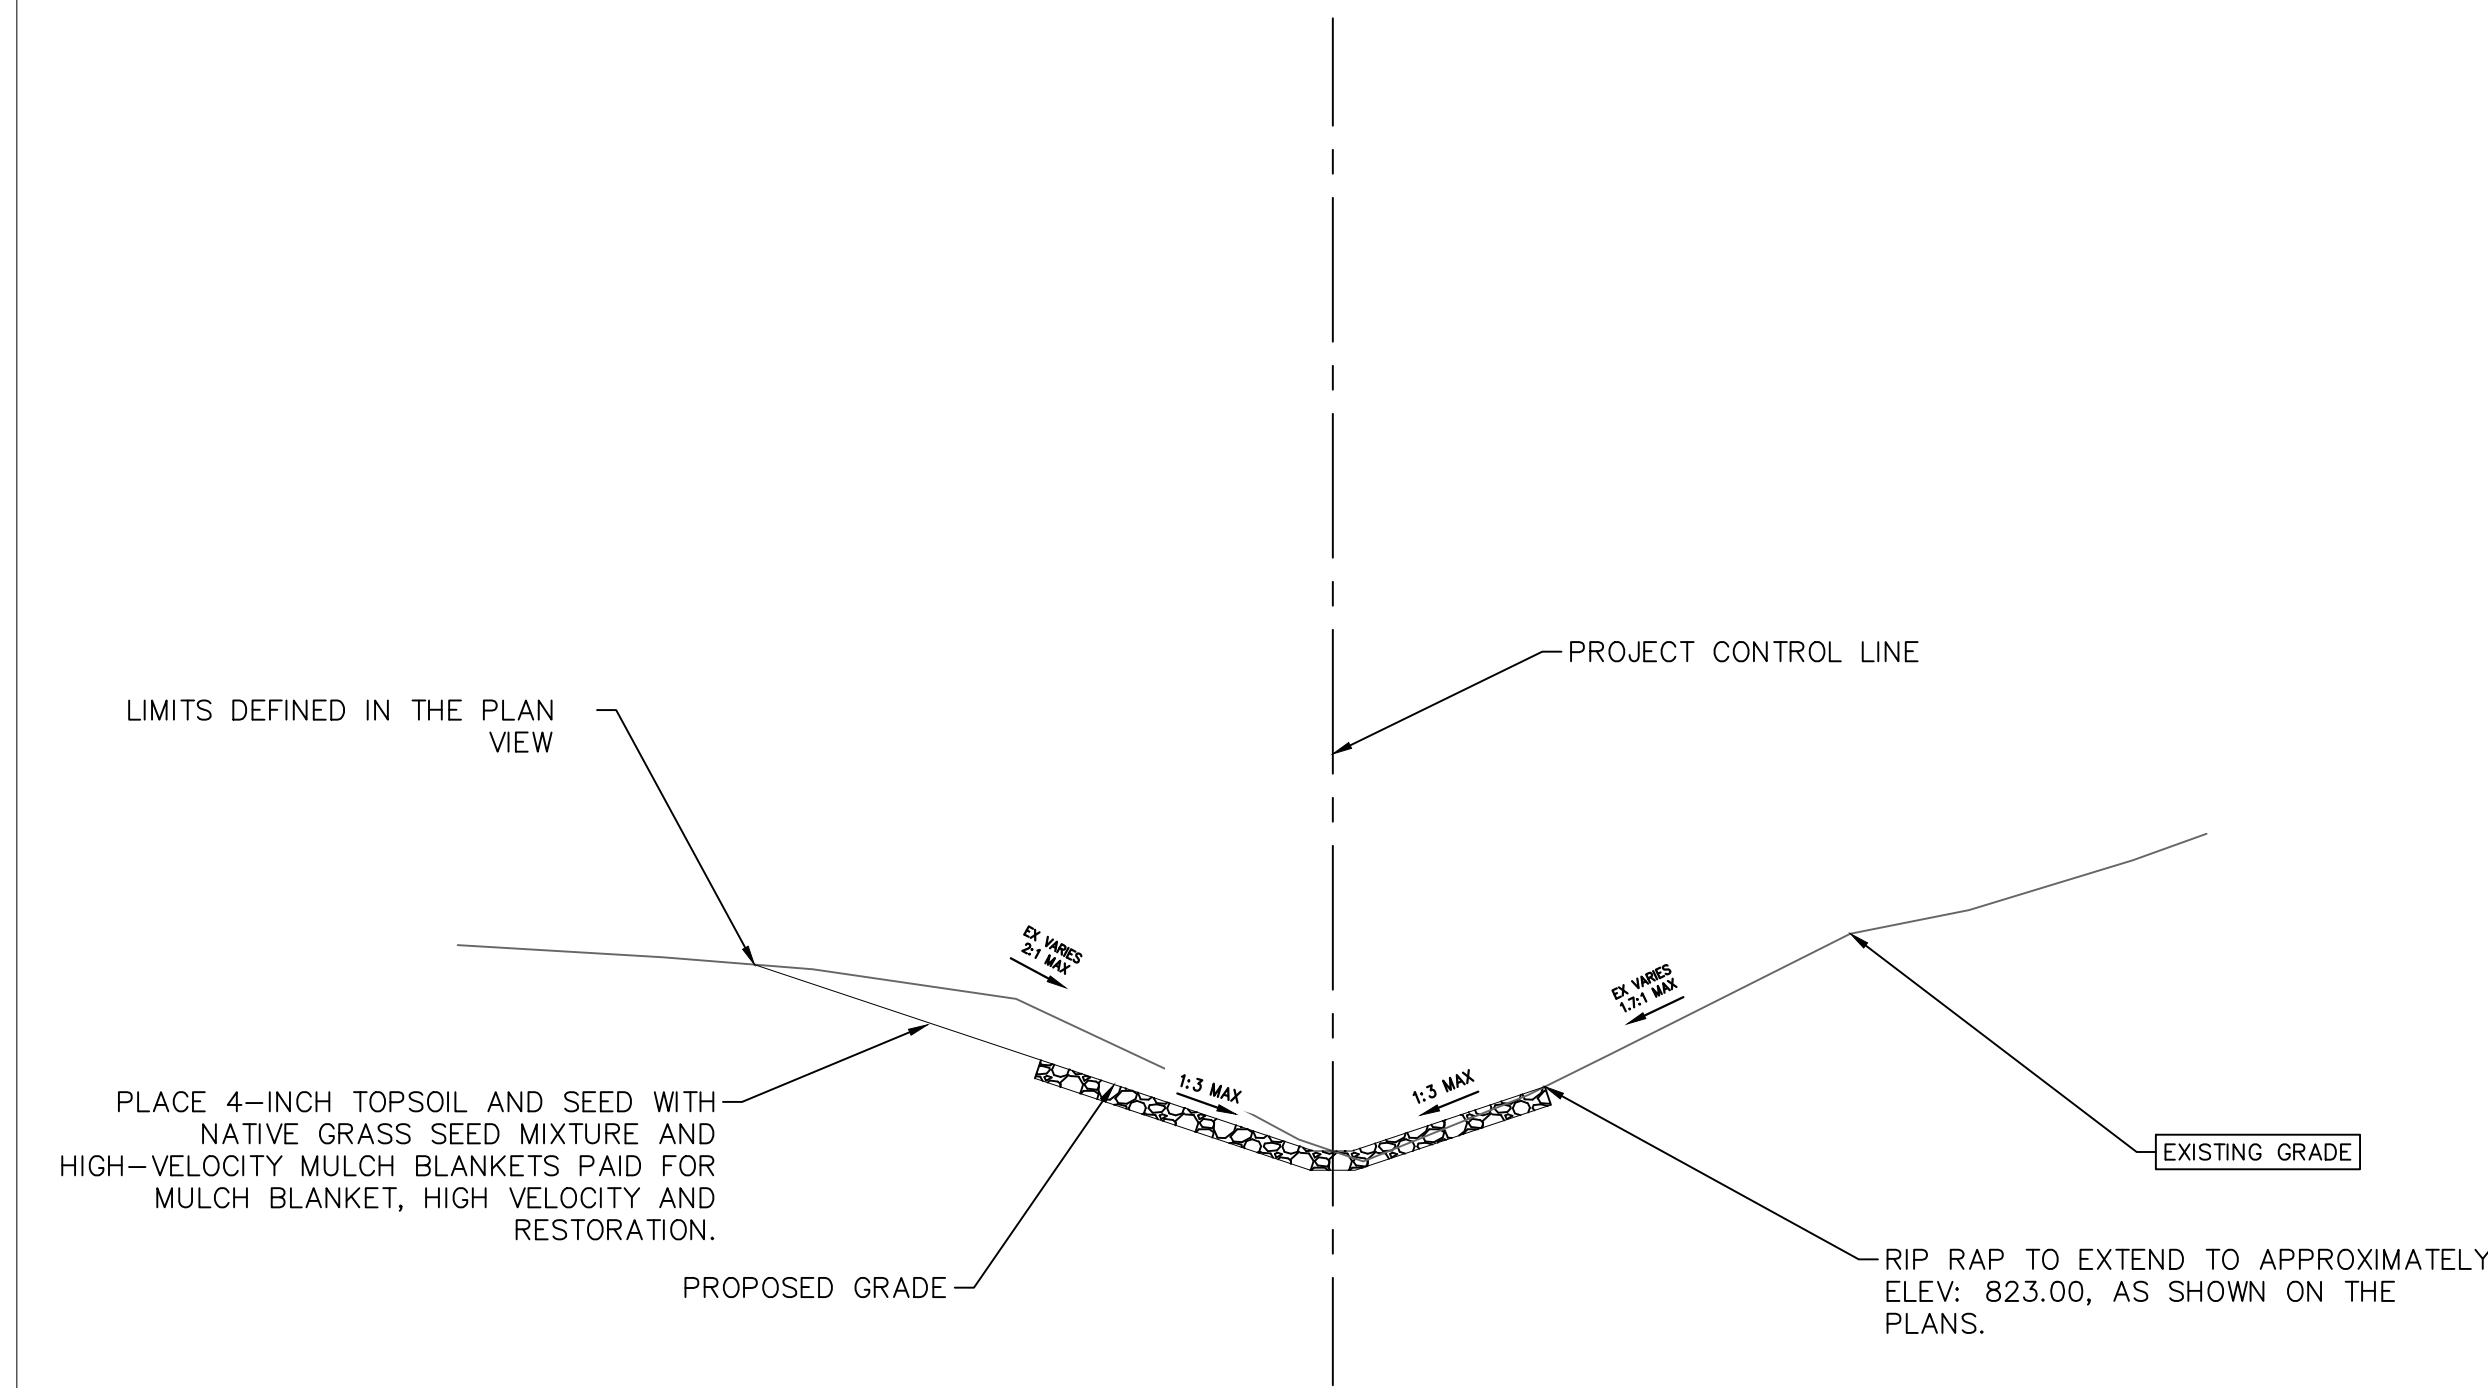 PROJECT CONTROL LINE
LIMITS DEFINED IN THE PLAN
VIEW
EX VARIES
2:1 MAX
EX VARIES
1.7:1 MAX
1:3 MAX
1:3 MAX
PLACE 4-INCH TOPSOIL AND SEED WITH
NATIVE GRASS SEED MIXTURE AND
HIGH-VELOCITY MULCH BLANKETS PAID FOR
MULCH BLANKET, HIGH VELOCITY AND
RESTORATION.
EXISTING GRADE
PROPOSED GRADE
RIP RAP TO EXTEND TO APPROXIMATELY
ELEV: 823.00, AS SHOWN ON THE
PLANS.